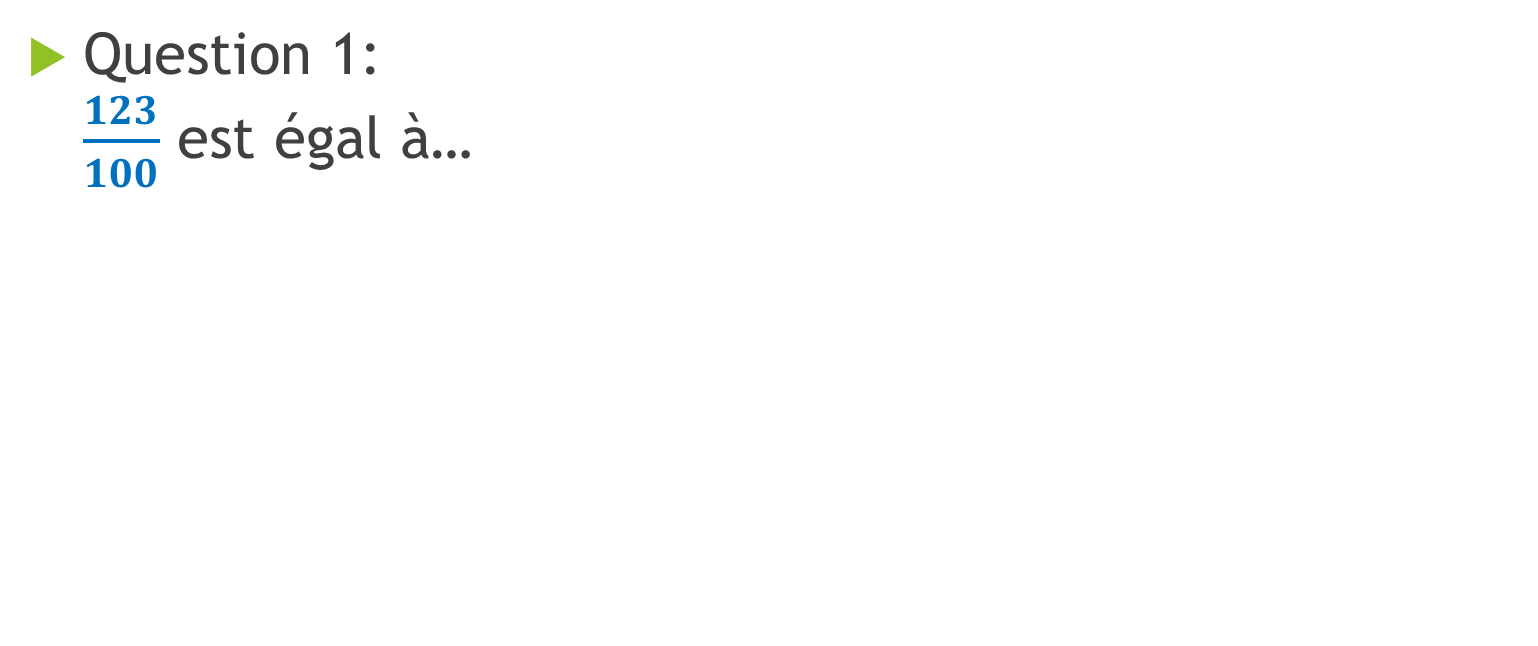 Question 1:
123/100 est égal à…